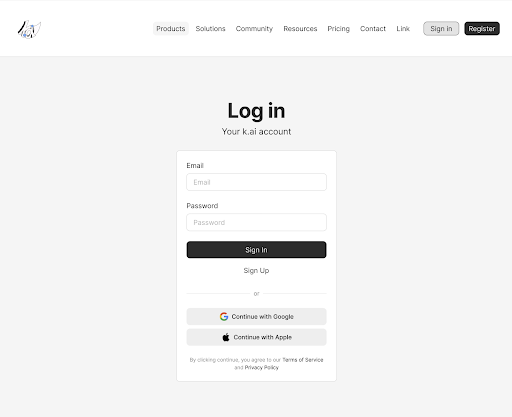 Products Solutions Community Resources Pricing Contact Link Sign in Register
Log in
Your k.ai account
Email
Email
Password
Password
Sign In
Sign Up
or
Continue with Google
Continue with Apple
By clicking continue, you agree to our Terms of Service
and Privacy Policy